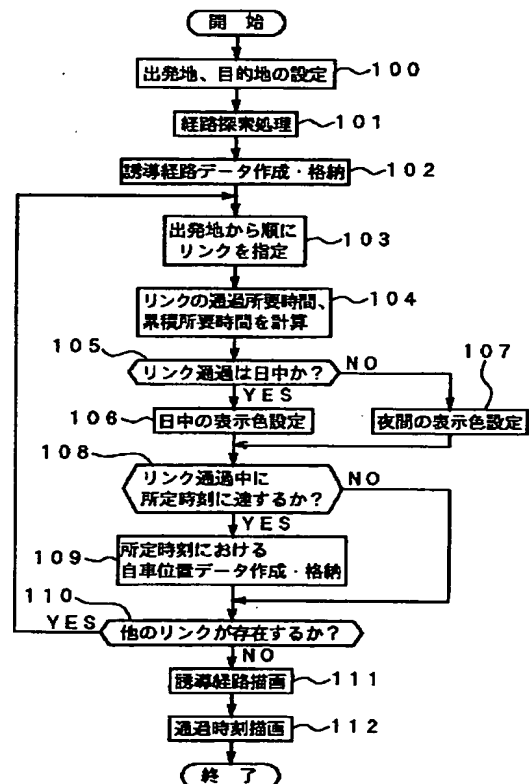 開　始
出発地、目的地の設定
100
経路探索処理
101
誘導経路データ作成・格納
102
出発地から順に
リンクを指定
103
リンクの通過所要時間、
累積所要時間を計算
104
105
リンク通過は日中か？
NO
107
YES
106
日中の表示色設定
夜間の表示色設定
108
リンク通過中に
所定時刻に達するか？
NO
YES
109
所定時刻における
自車位置データ作成・格納
110
YES
他のリンクが存在するか？
NO
誘導経路描画
111
通過時刻描画
112
終　了